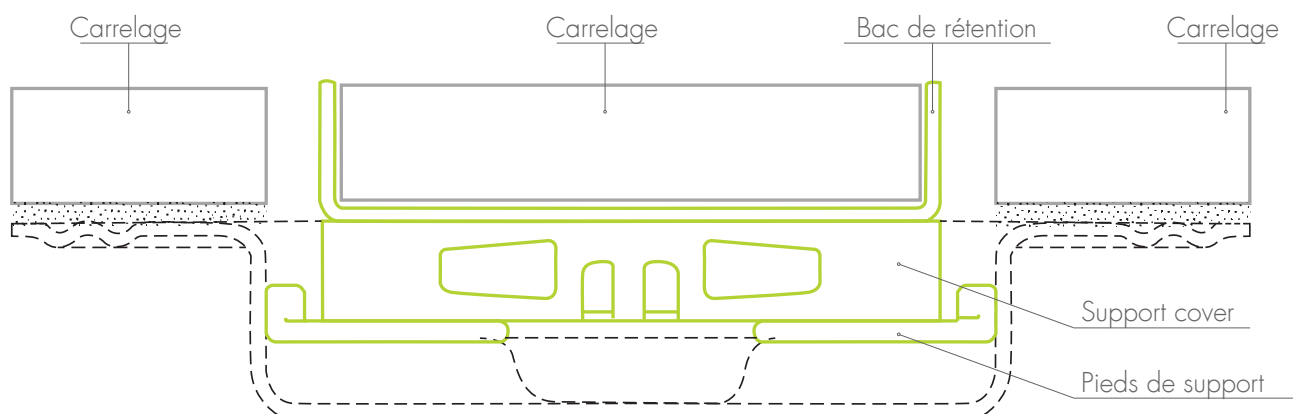 Carrelage
Carrelage
Bac de rétention
Carrelage
Support cover
Pieds de support